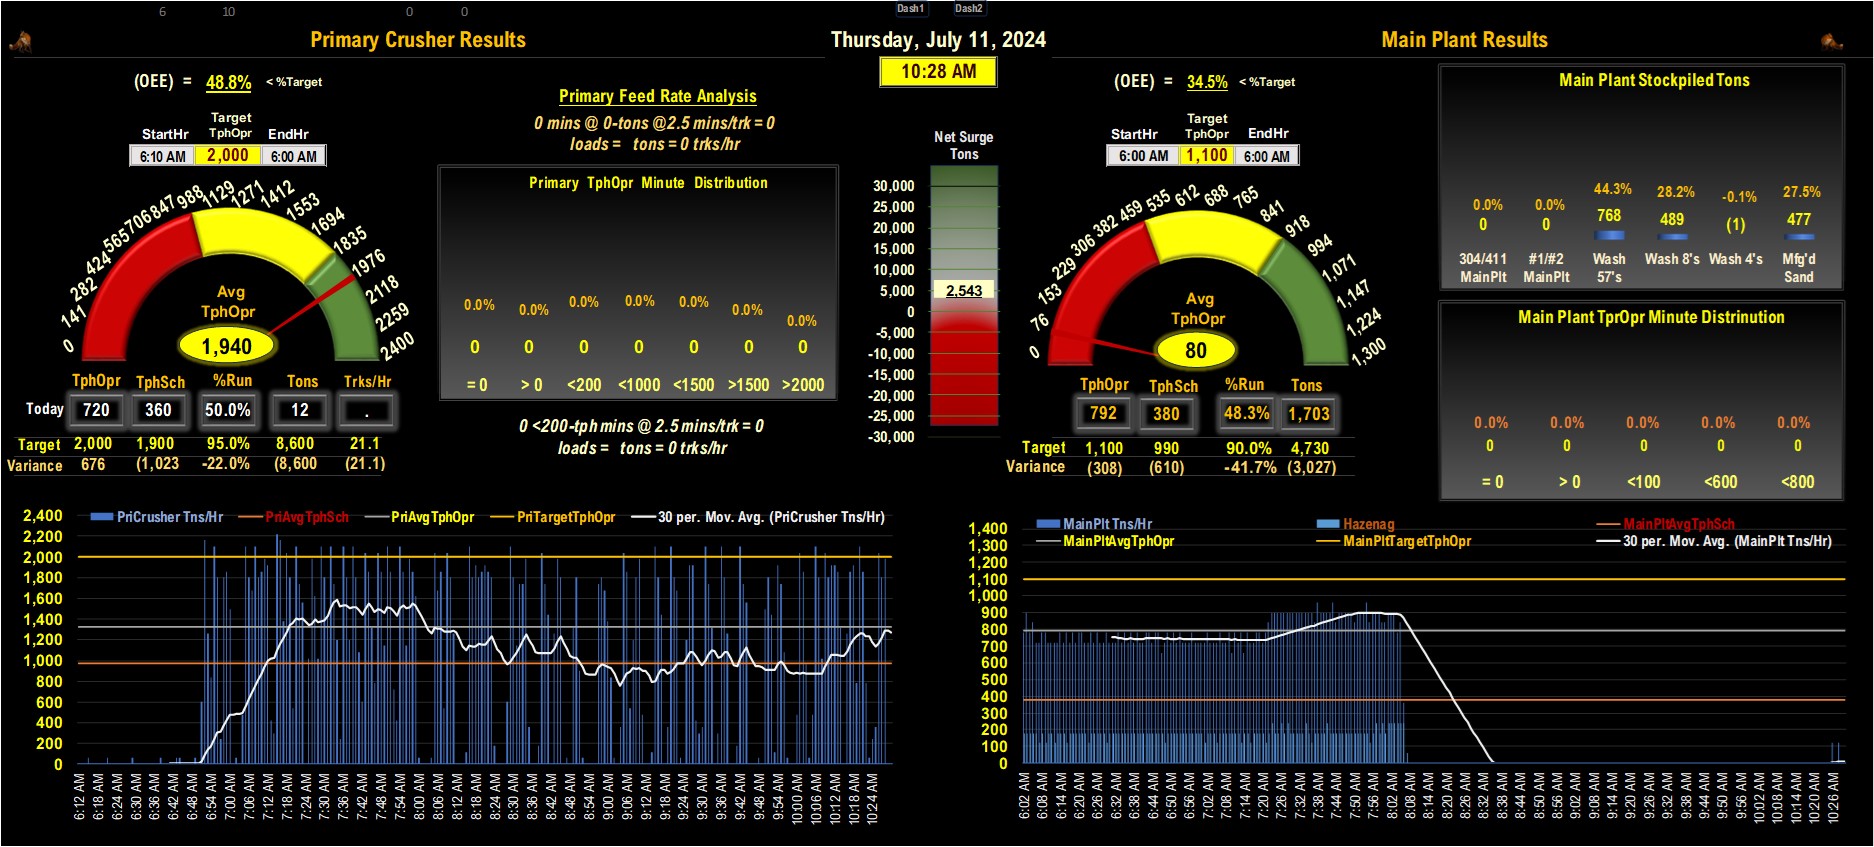 6 10 0 0 Dash1 Dash2
Primary Crusher Results
Thursday, July 11, 2024
Main Plant Results
10:28 AM
(OEE) = 48.8% < %Target
Target
StartHr TphOpr EndHr
6:10 AM 2,000 6:00 AM
0 141 282 424 565 706 847 988 1129 1271 1412 1553 1694 1835 1976 2118 2259 2400
Avg
TphOpr
1,940
TphOpr TphSch %Run Tons Trks/Hr
Today 720 360 50.0% 12 .
Target 2,000 1,900 95.0% 8,600 21.1
Variance 676 (1,023 -22.0% (8,600 (21.1)
Primary Feed Rate Analysis
0 mins @ 0-tons @2.5 mins/trk = 0
loads = tons = 0 trks/hr
Primary TphOpr Minute Distribution
0.0% 0.0% 0.0% 0.0% 0.0% 0.0% 0.0%
0 0 0 0 0 0 0
= 0 > 0 <200 <1000 <1500 >1500 >2000
0 <200-tph mins @ 2.5 mins/trk = 0
loads = tons = 0 trks/hr
Net Surge
Tons
30,000
25,000
20,000
15,000
10,000
5,000
2,543
0
-5,000
-10,000
-15,000
-20,000
-25,000
-30,000
(OEE) = 34.5% < %Target
Target
StartHr TphOpr EndHr
6:00 AM 1,100 6:00 AM
0 76 153 229 306 382 459 535 612 688 765 841 918 994 1,071 1,147 1,224 1,300
Avg
TphOpr
80
TphOpr TphSch %Run Tons
792 380 48.3% 1,703
Target 1,100 990 90.0% 4,730
Variance (308) (610) -41.7% (3,027)
Main Plant Stockpiled Tons
0.0% 0.0% 44.3% 28.2% -0.1% 27.5%
0 0 768 489 (1) 477
304/411 #1/#2 Wash Wash 8's Wash 4's Mfg'd
MainPlt MainPlt 57's Sand
Main Plant TprOpr Minute Distrinution
0.0% 0.0% 0.0% 0.0% 0.0%
0 0 0 0 0
= 0 > 0 <100 <600 <800
PriCrusher Tns/Hr PriAvgTphSch PriAvgTphOpr PriTargetTphOpr 30 per. Mov. Avg. (PriCrusher Tns/Hr)
2,400
2,200
2,000
1,800
1,600
1,400
1,200
1,000
800
600
400
200
0
6:12 AM 6:18 AM 6:24 AM 6:30 AM 6:36 AM 6:42 AM 6:48 AM 6:54 AM 7:00 AM 7:06 AM 7:12 AM 7:18 AM 7:24 AM 7:30 AM 7:36 AM 7:42 AM 7:48 AM 7:54 AM 8:00 AM 8:06 AM 8:12 AM 8:18 AM 8:24 AM 8:30 AM 8:36 AM 8:42 AM 8:48 AM 8:54 AM 9:00 AM 9:06 AM 9:12 AM 9:18 AM 9:24 AM 9:30 AM 9:36 AM 9:42 AM 9:48 AM 9:54 AM 10:00 AM 10:06 AM 10:12 AM 10:18 AM 10:24 AM
MainPlt Tns/Hr Hazenag MainPltAvgTphSch
MainPltAvgTphOpr MainPltTargetTphOpr 30 per. Mov. Avg. (MainPlt Tns/Hr)
1,400
1,300
1,200
1,100
1,000
900
800
700
600
500
400
300
200
100
0
6:02 AM 6:08 AM 6:14 AM 6:20 AM 6:26 AM 6:32 AM 6:38 AM 6:44 AM 6:50 AM 6:56 AM 7:02 AM 7:08 AM 7:14 AM 7:20 AM 7:26 AM 7:32 AM 7:38 AM 7:44 AM 7:50 AM 7:56 AM 8:02 AM 8:08 AM 8:14 AM 8:20 AM 8:26 AM 8:32 AM 8:38 AM 8:44 AM 8:50 AM 8:56 AM 9:02 AM 9:08 AM 9:14 AM 9:20 AM 9:26 AM 9:32 AM 9:38 AM 9:44 AM 9:50 AM 9:56 AM 10:02 AM 10:08 AM 10:14 AM 10:20 AM 10:26 AM